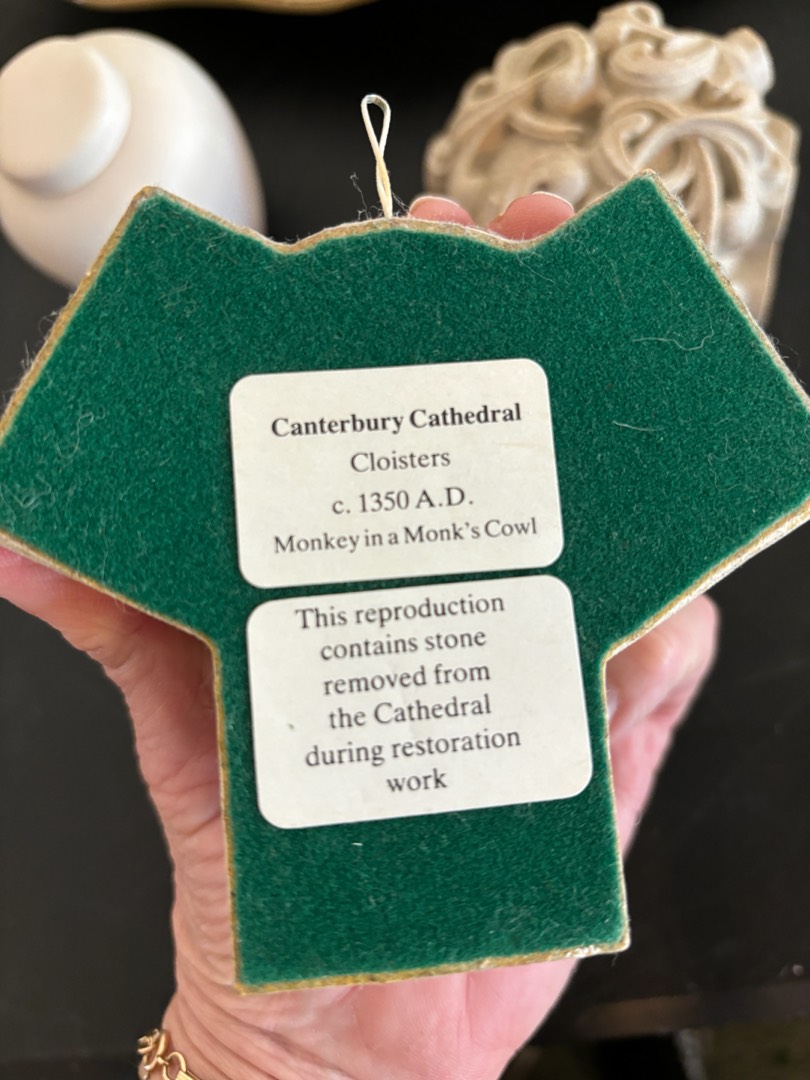 Canterbury Cathedral
Cloisters
c. 1350 A.D.
Monkey in a Monk's Cowl
This reproduction
contains stone
removed from
the Cathedral
during restoration
work